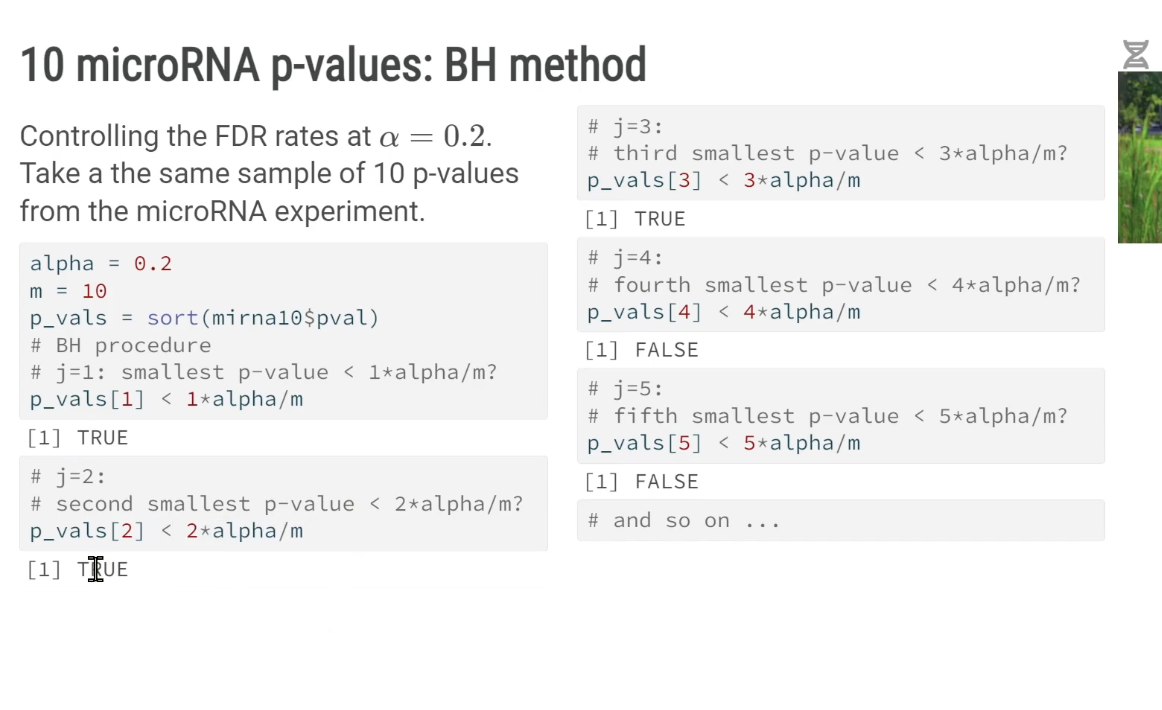 10 microRNA p-values: BH method
Controlling the FDR rates at α = 0.2.
Take a the same sample of 10 p-values
from the microRNA experiment.
alpha = 0.2
m = 10
p_vals = sort(mirna10$pval)
# BH procedure
# j=1: smallest p-value < 1*alpha/m?
p_vals[1] < 1*alpha/m
[1] TRUE
# j=2:
# second smallest p-value < 2*alpha/m?
p_vals[2] < 2*alpha/m
[1] TRUE
# j=3:
# third smallest p-value < 3*alpha/m?
p_vals[3] < 3*alpha/m
[1] TRUE
# j=4:
# fourth smallest p-value < 4*alpha/m?
p_vals[4] < 4*alpha/m
[1] FALSE
# j=5:
# fifth smallest p-value < 5*alpha/m?
p_vals[5] < 5*alpha/m
[1] FALSE
# and so on ...